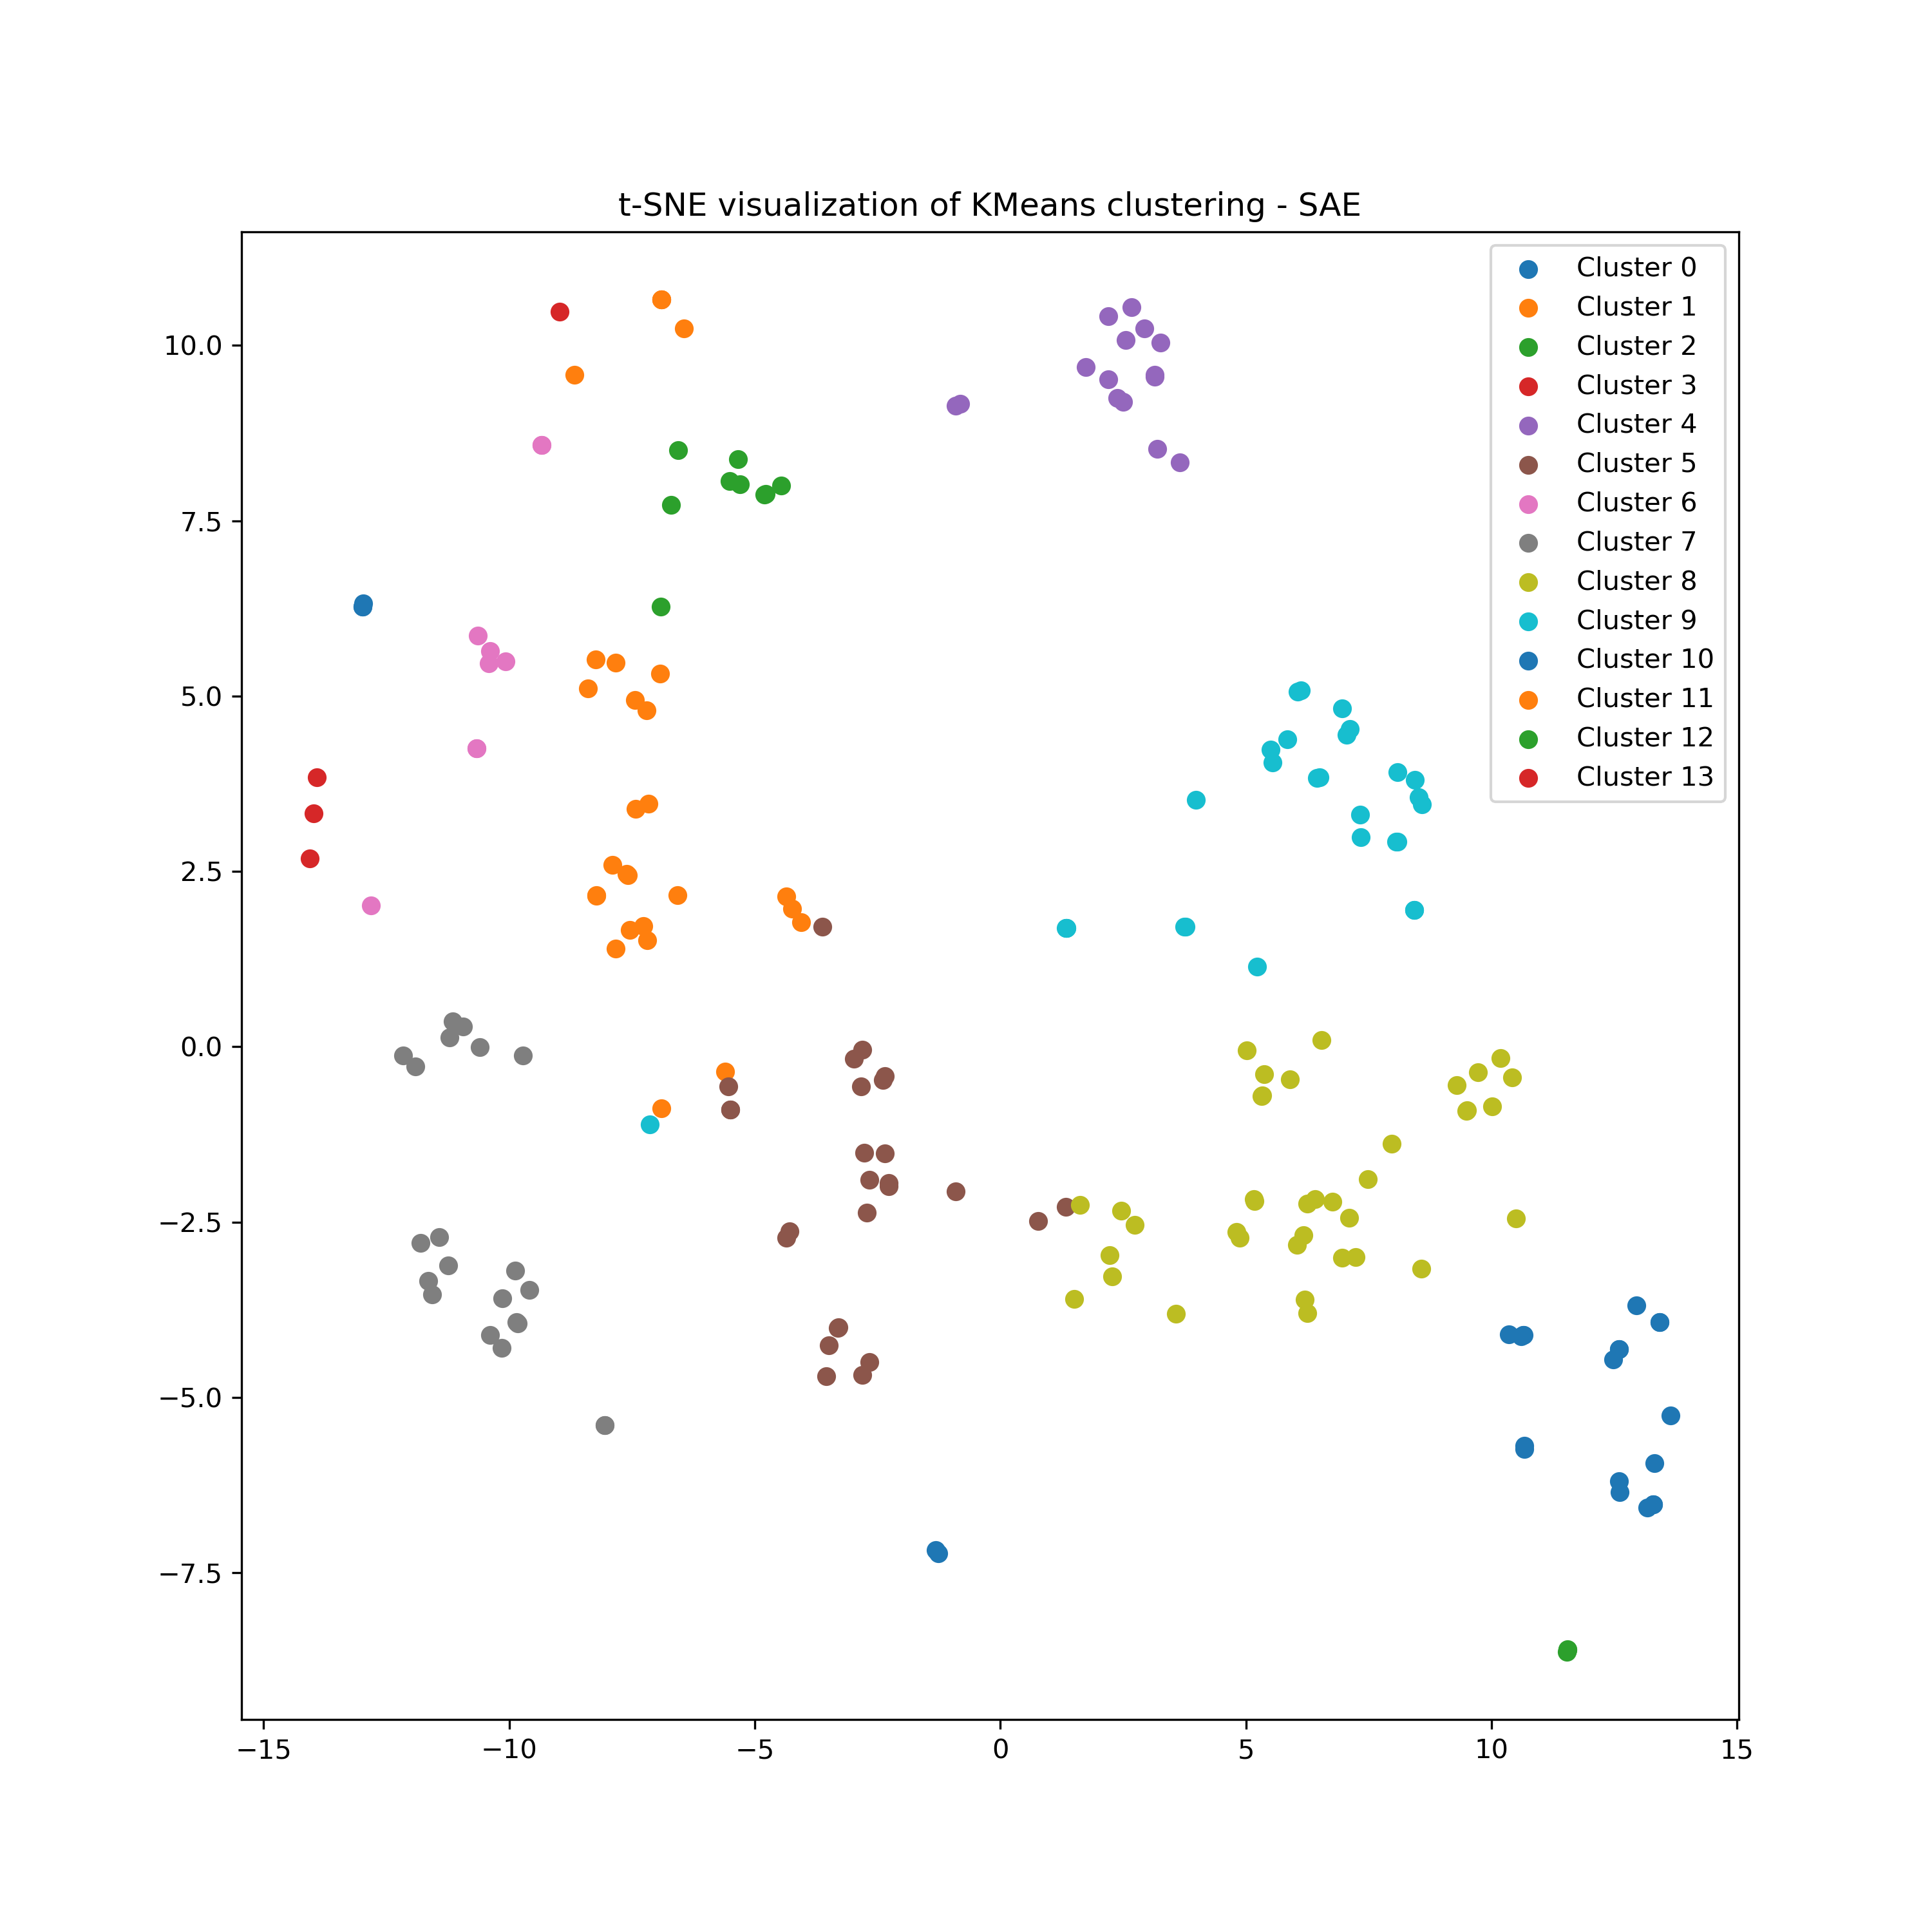 t-SNE visualization of KMeans clustering - SAE
Cluster 0
Cluster 1
Cluster 2
Cluster 3
Cluster 4
Cluster 5
Cluster 6
Cluster 7
Cluster 8
Cluster 9
Cluster 10
Cluster 11
Cluster 12
Cluster 13
10.0
7.5
5.0
2.5
0.0
−2.5
−5.0
−7.5
−15 −10 −5 0 5 10 15